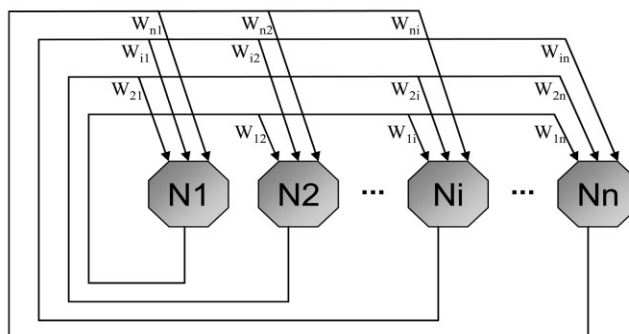 Wn1 Wn2 Wni
Wi1 Wi2 Win
W21 W2i W2n
W12 W1i W1n
N1 N2 ... Ni ... Nn